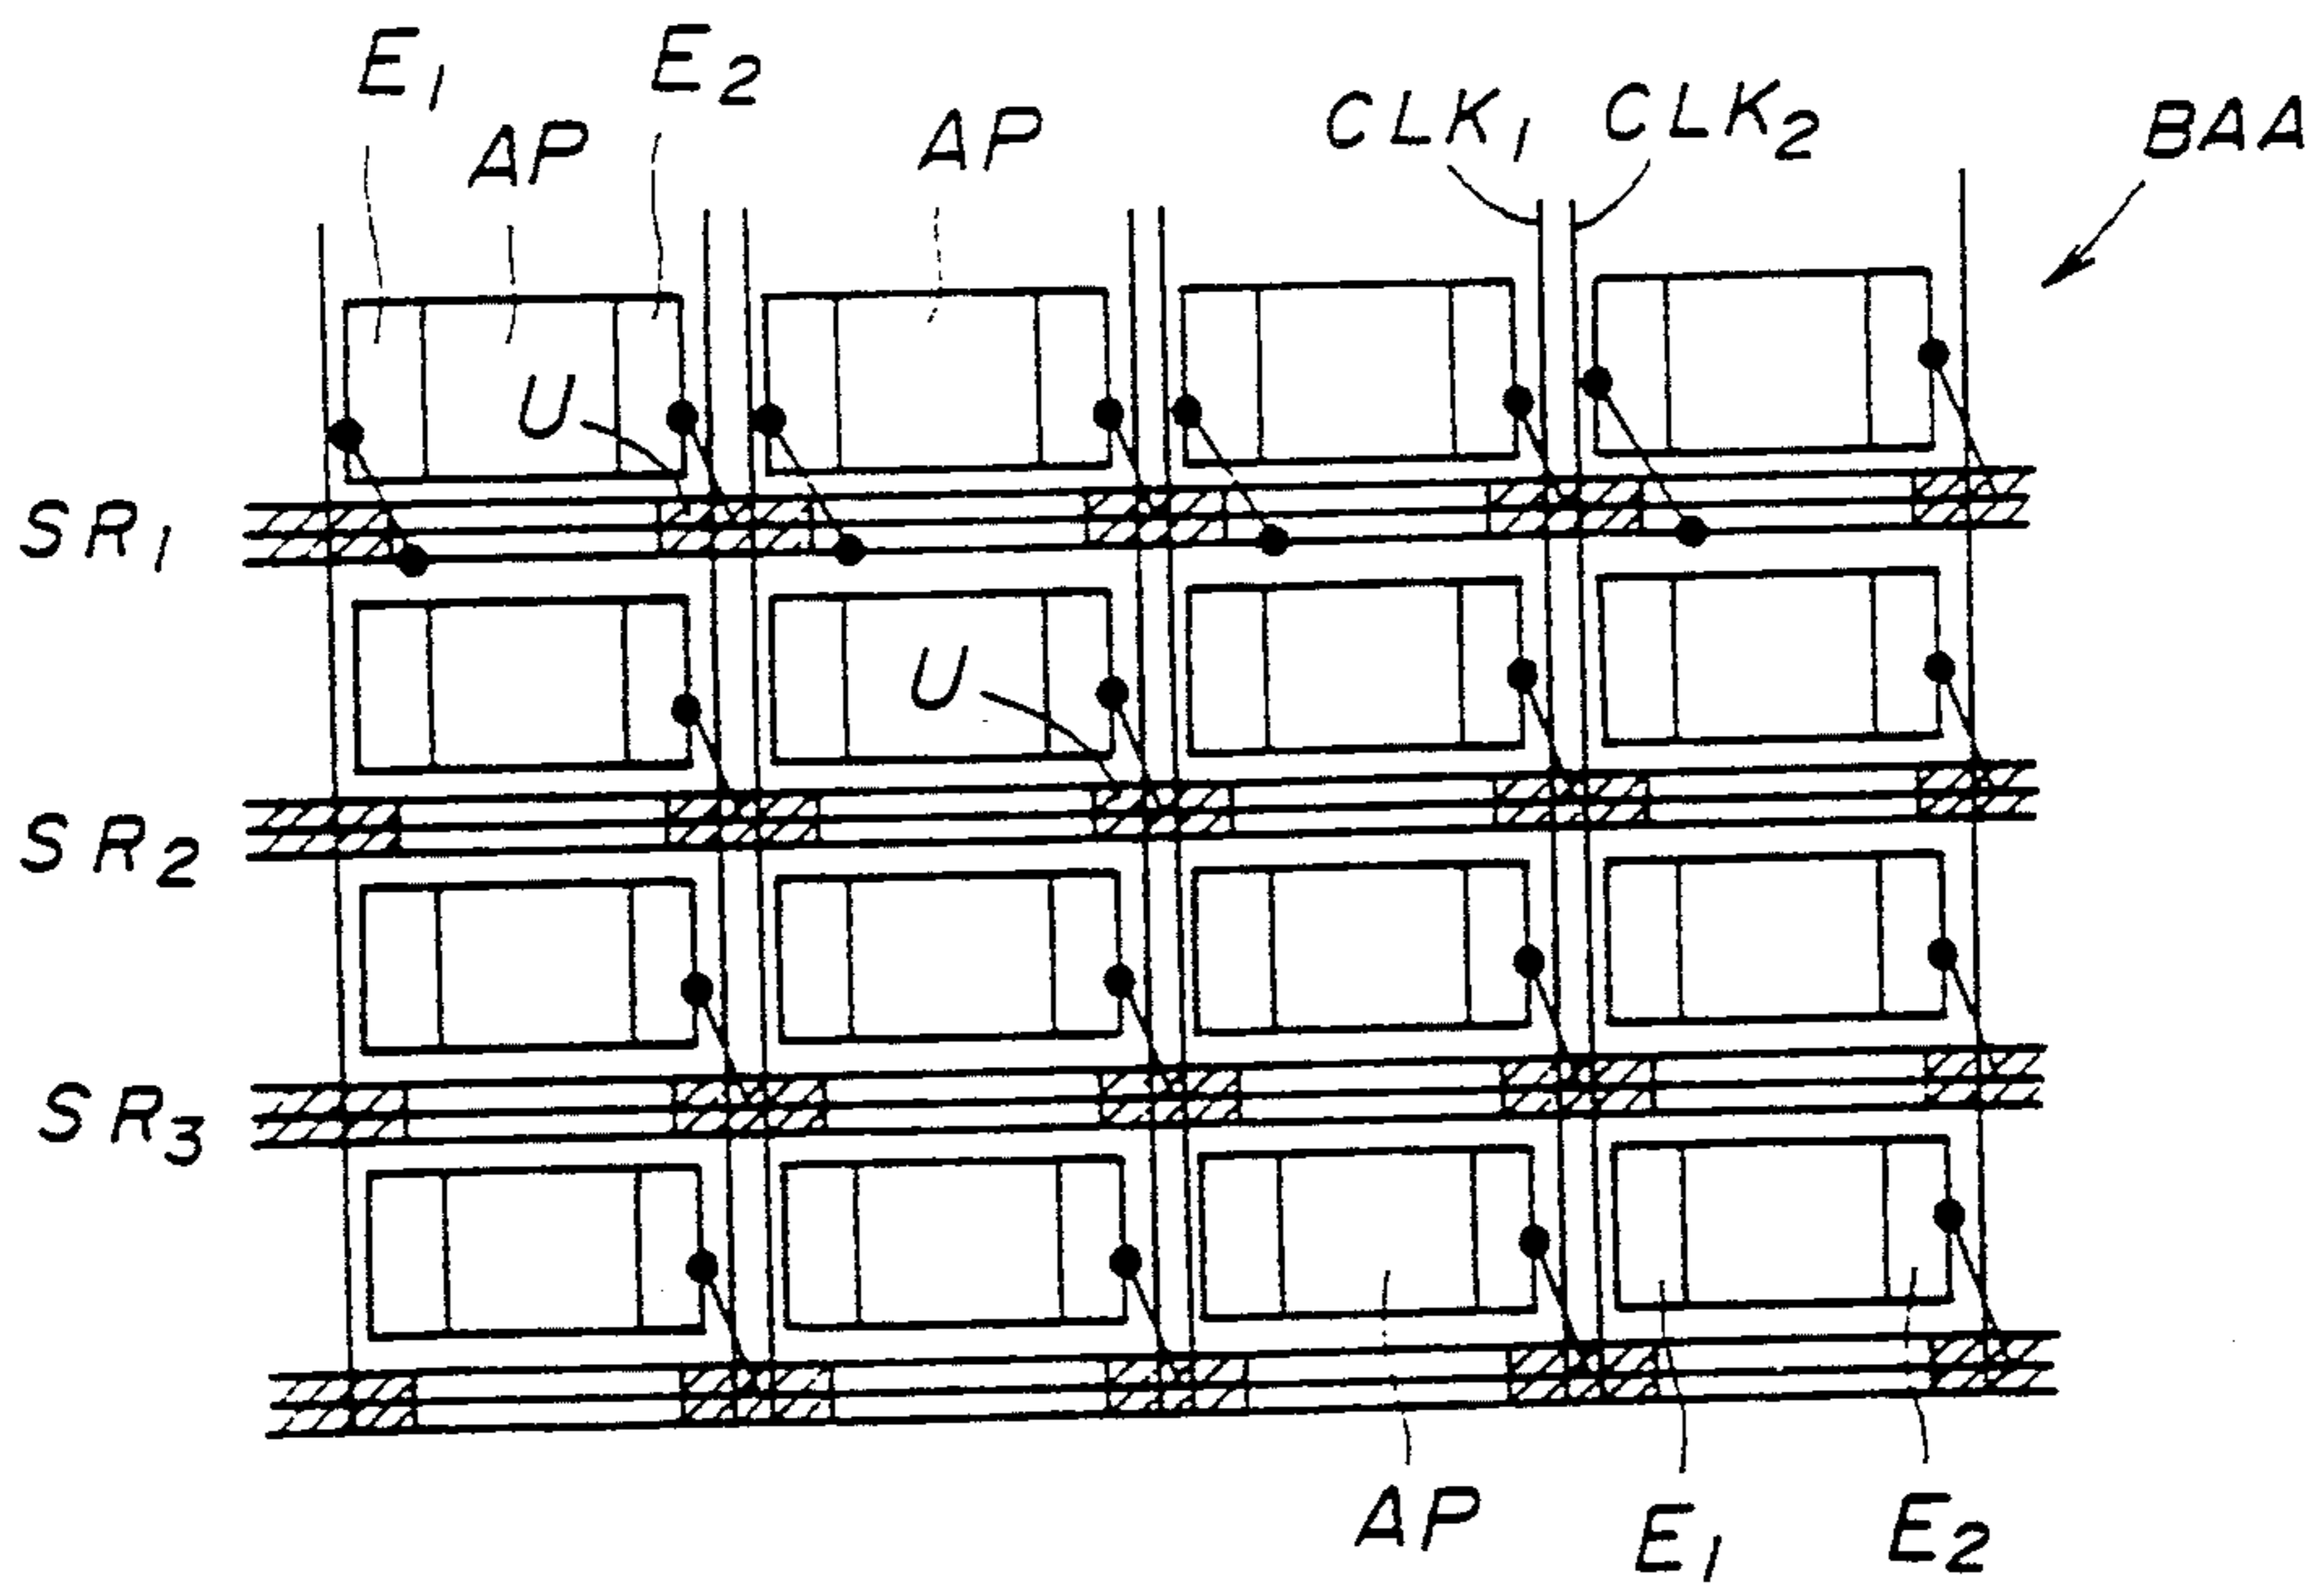 E1 AP E2 AP CLK1 CLK2 BAA
U
SR1
U
SR2
SR3
AP E1 E2